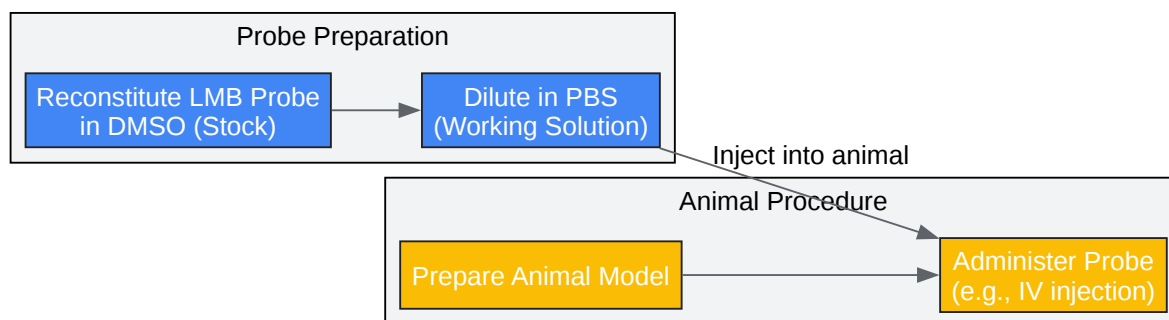 Probe Preparation
Reconstitute LMB Probe
in DMSO (Stock)
Dilute in PBS
(Working Solution)
Inject into animal
Animal Procedure
Prepare Animal Model
Administer Probe
(e.g., IV injection)